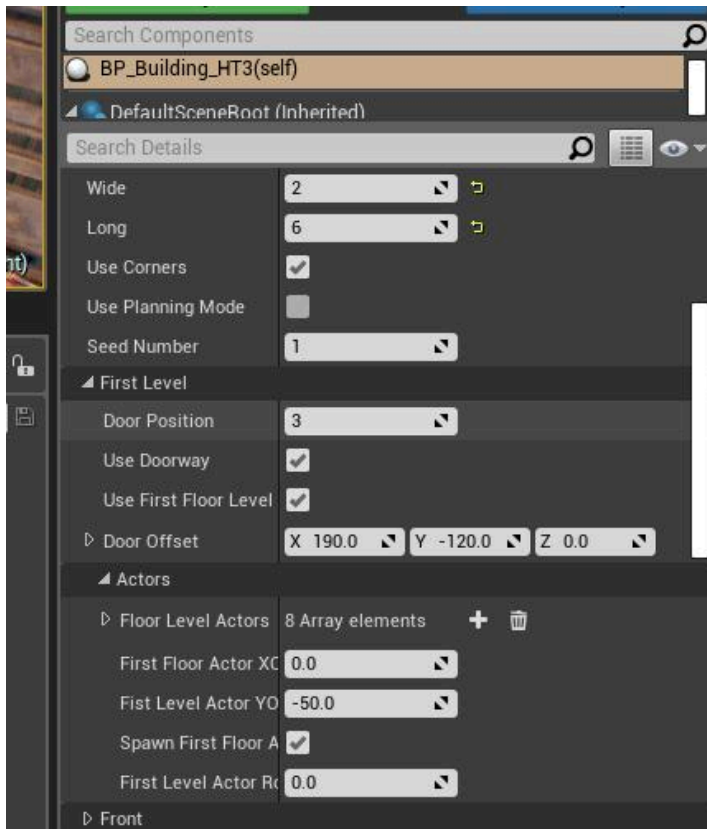 Search Components
BP_Building_HT3(self)
DefaultSceneRoot (Inherited)
Search Details
Wide 2
Long 6
nt)
Use Corners
Use Planning Mode
Seed Number 1
First Level
Door Position 3
Use Doorway
Use First Floor Level
Door Offset X 190.0 Y -120.0 Z 0.0
Actors
Floor Level Actors 8 Array elements
First Floor Actor XO 0.0
Fist Level Actor YO -50.0
Spawn First Floor A
First Level Actor Ro 0.0
Front